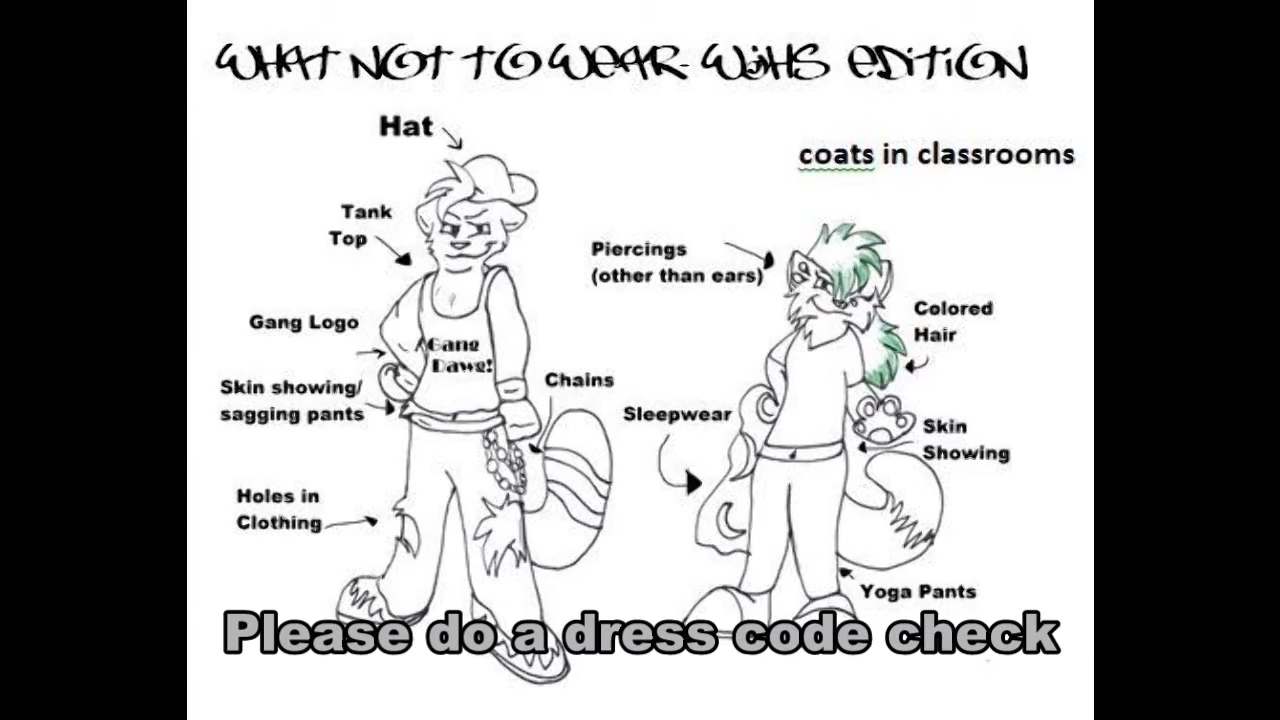 WHAT NOT TO WEAR- WJHS EDITION
Hat
coats in classrooms
Tank
Top
Piercings
(other than ears)
Gang Logo
Colored
Hair
Gang
Dawg!
Skin showing/
sagging pants
Chains
Sleepwear
Skin
Showing
Holes in
Clothing
Yoga Pants
Please do a dress code check